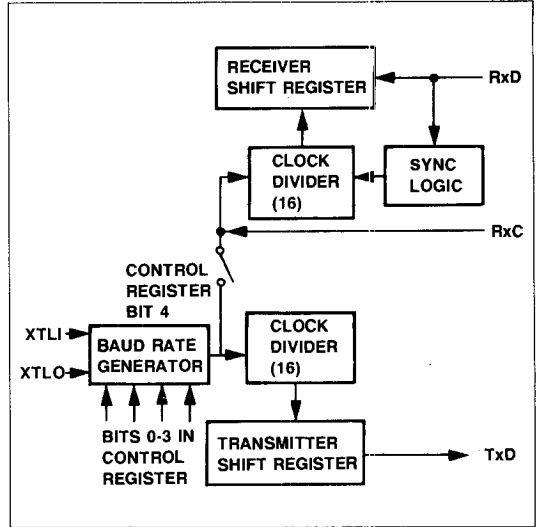 RECEIVER
SHIFT REGISTER
RxD
CLOCK
DIVIDER
(16)
SYNC
LOGIC
RxC
CONTROL
REGISTER
BIT 4
XTLI
XTLO
BAUD RATE
GENERATOR
CLOCK
DIVIDER
(16)
BITS 0-3 IN
CONTROL
REGISTER
TRANSMITTER
SHIFT REGISTER
TxD